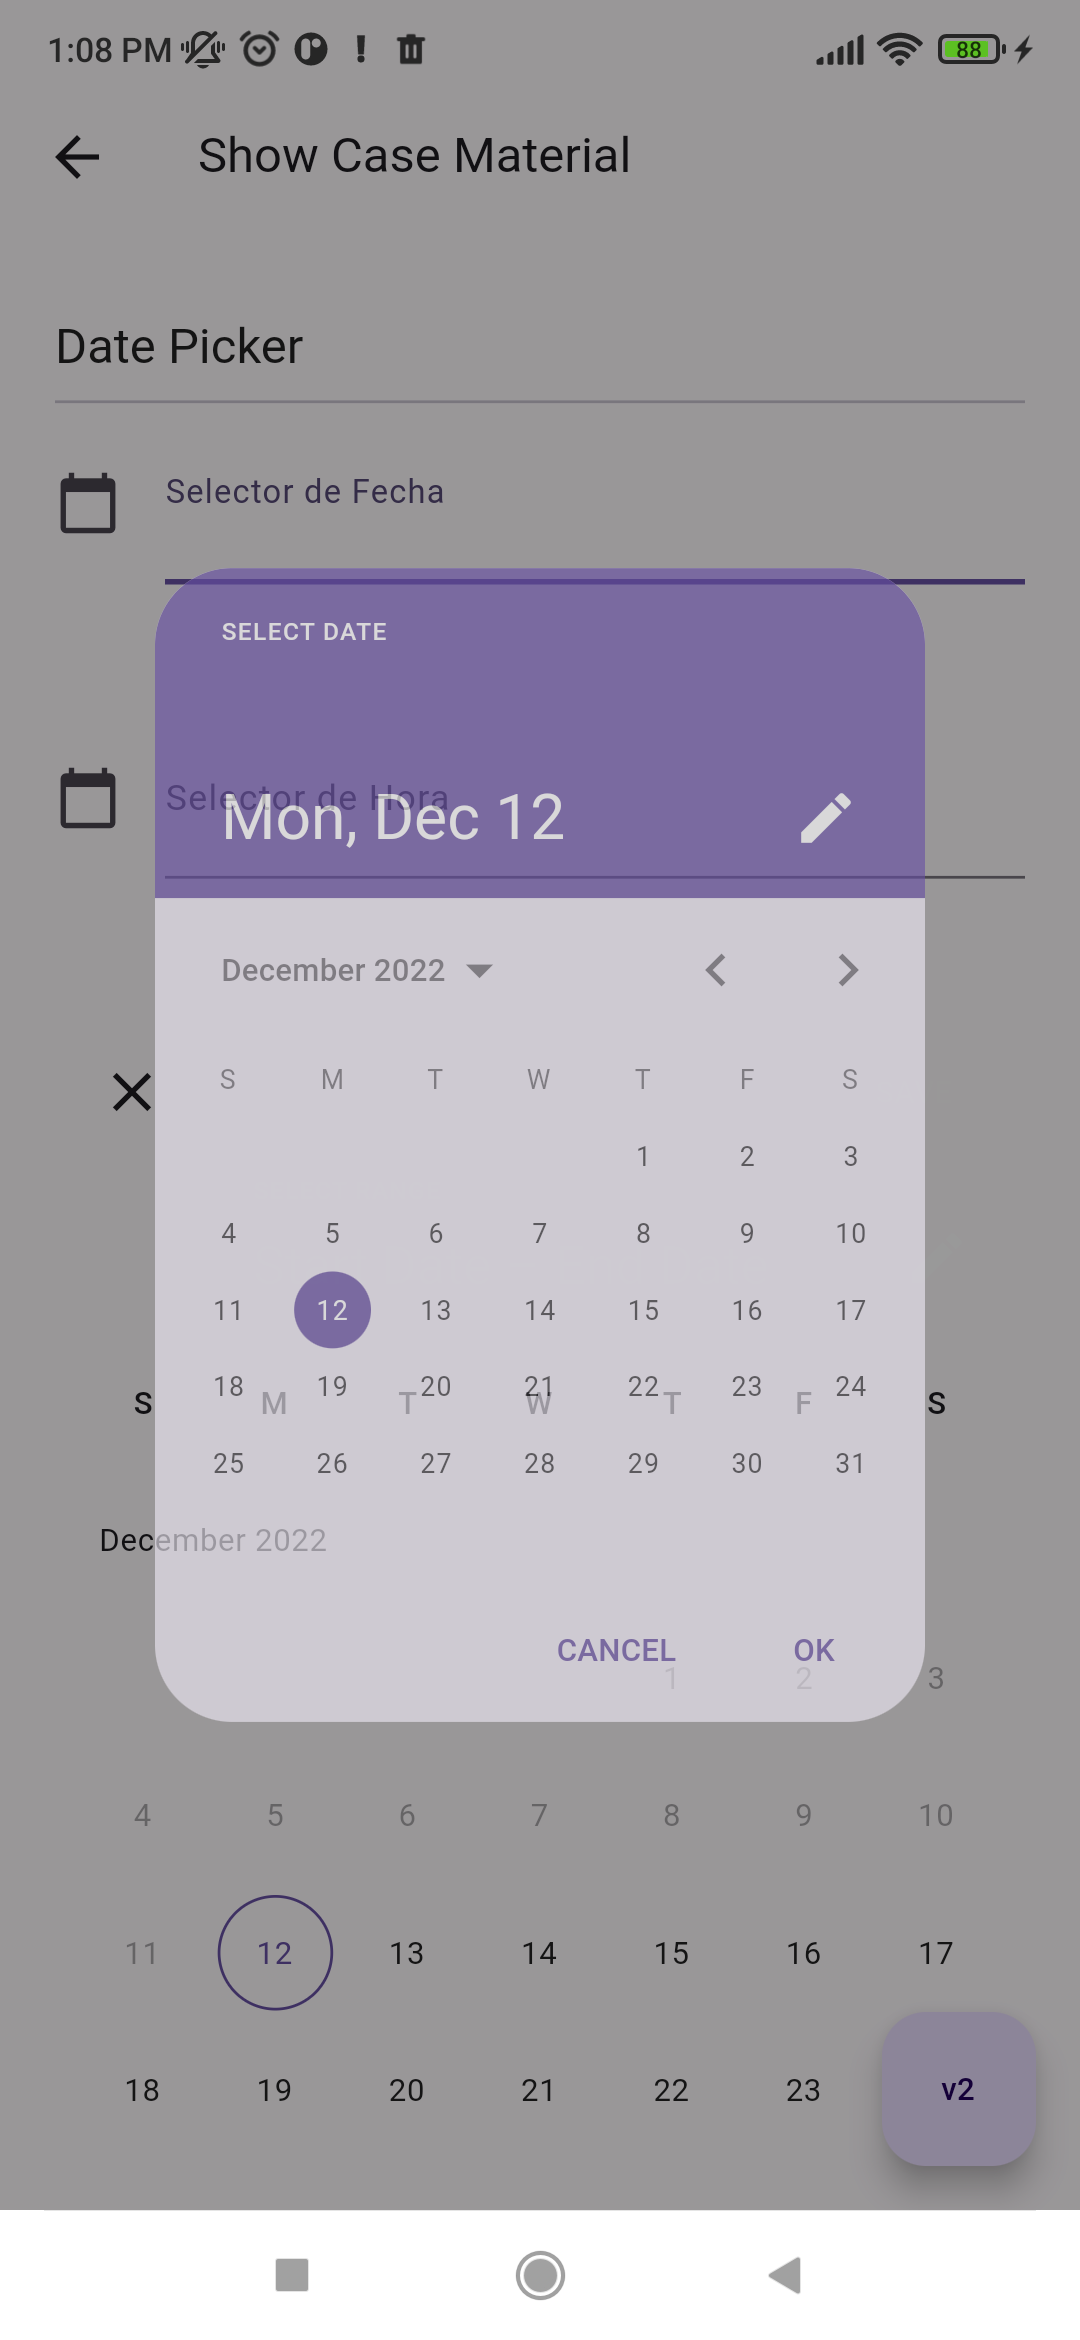 1:08 PM 88
Show Case Material
Date Picker
Selector de Fecha
SELECT DATE
Selector de Hora
Mon, Dec 12
December 2022
S M T W T F S
1 2 3
4 5 6 7 8 9 10
11 12 13 14 15 16 17
18 19 20 21 22 23 24
S M T W T F S
25 26 27 28 29 30 31
December 2022
CANCEL OK
1 2 3
4 5 6 7 8 9 10
11 12 13 14 15 16 17
18 19 20 21 22 23 v2